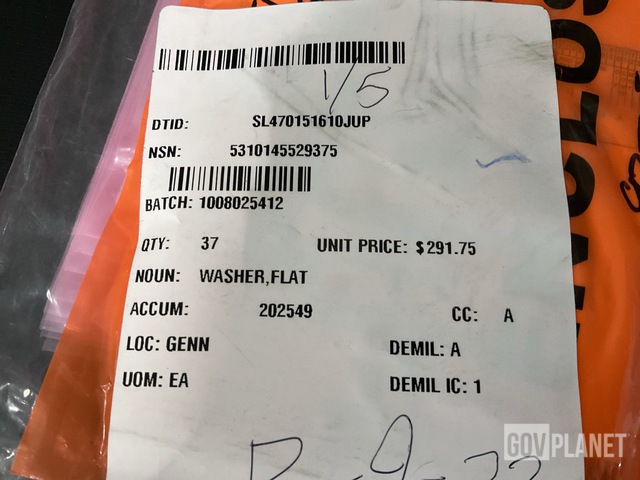 1/5
DTID: SL470151610JUP
NSN: 5310145529375
BATCH: 1008025412
QTY: 37 UNIT PRICE: $291.75
NOUN: WASHER,FLAT
ACCUM: 202549 CC: A
LOC: GENN DEMIL: A
UOM: EA DEMIL IC: 1
GOVPLANET